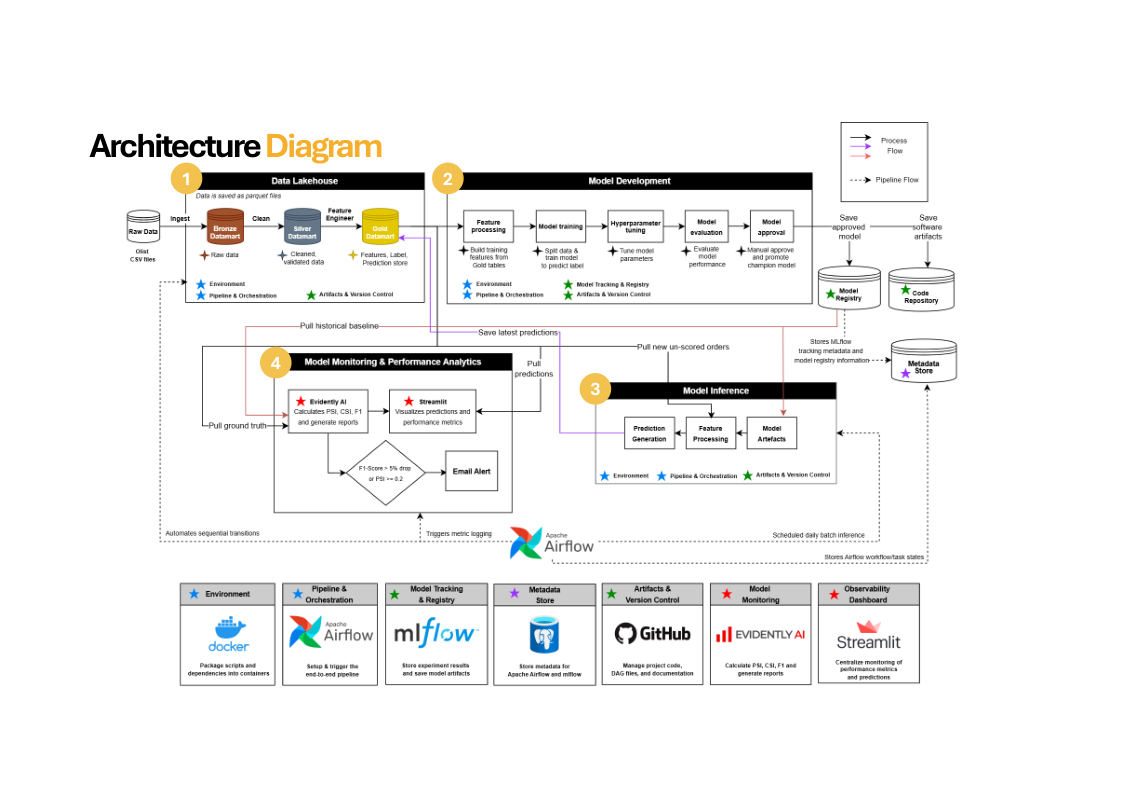 Architecture Diagram
Process
Flow
Pipeline Flow
1
Data Lakehouse
Data is saved as parquet files
Raw Data
Olist
CSV files
Ingest
Bronze
Datamart
Raw data
Clean
Silver
Datamart
Cleaned,
validated data
Feature
Engineer
Gold
Datamart
Features, Label,
Prediction store
Environment
Pipeline & Orchestration
Artifacts & Version Control
2
Model Development
Feature
processing
Build training
features from
Gold tables
Model training
Split data &
train model
to predict label
Hyperparameter
tuning
Tune model
parameters
Model
evaluation
Evaluate
model
performance
Model
approval
Manual approve
and promote
champion model
Environment
Pipeline & Orchestration
Model Tracking & Registry
Artifacts & Version Control
Save
approved
model
Save
software
artifacts
Model
Registry
Code
Repository
Stores MLflow
tracking metadata and
model registry information
Metadata
Store
Pull historical baseline
Save latest predictions
Pull new un-scored orders
Pull
predictions
Pull ground truth
4
Model Monitoring & Performance Analytics
Evidently AI
Calculates PSI, CSI, F1
and generate reports
Streamlit
Visualizes predictions and
performance metrics
F1-Score > 5% drop
or PSI >= 0.2
Email Alert
3
Model Inference
Prediction
Generation
Feature
Processing
Model
Artefacts
Environment
Pipeline & Orchestration
Artifacts & Version Control
Automates sequential transitions
Triggers metric logging
Apache
Airflow
Scheduled daily batch inference
Stores Airflow workflow/task states
Environment
docker
Package scripts and
dependencies into containers
Pipeline &
Orchestration
Apache
Airflow
Setup & trigger the
end-to-end pipeline
Model Tracking
& Registry
mlflow
Store experiment results
and save model artifacts
Metadata
Store
Store metadata for
Apache Airflow and mlflow
Artifacts &
Version Control
GitHub
Manage project code,
DAG files, and documentation
Model
Monitoring
EVIDENTLY AI
Calculate PSI, CSI, F1 and
generate reports
Observability
Dashboard
Streamlit
Centralize monitoring of
performance metrics
and predictions